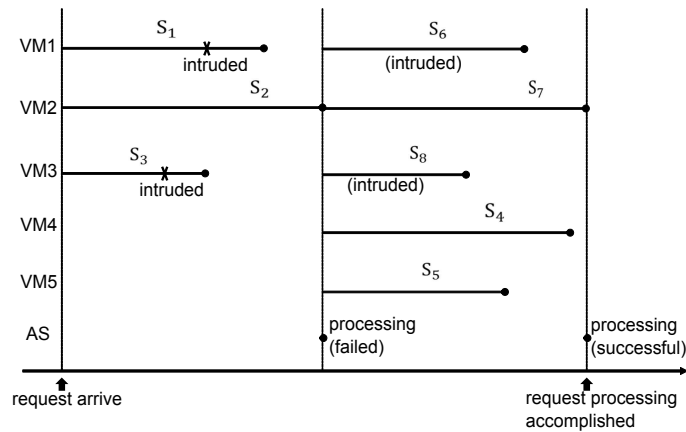 VM1 S₁ S₆
intruded (intruded)
VM2 S₂ S₇
VM3 S₃ S₈
intruded (intruded)
VM4 S₄
VM5 S₅
AS processing processing
(failed) (successful)
request arrive request processing
accomplished